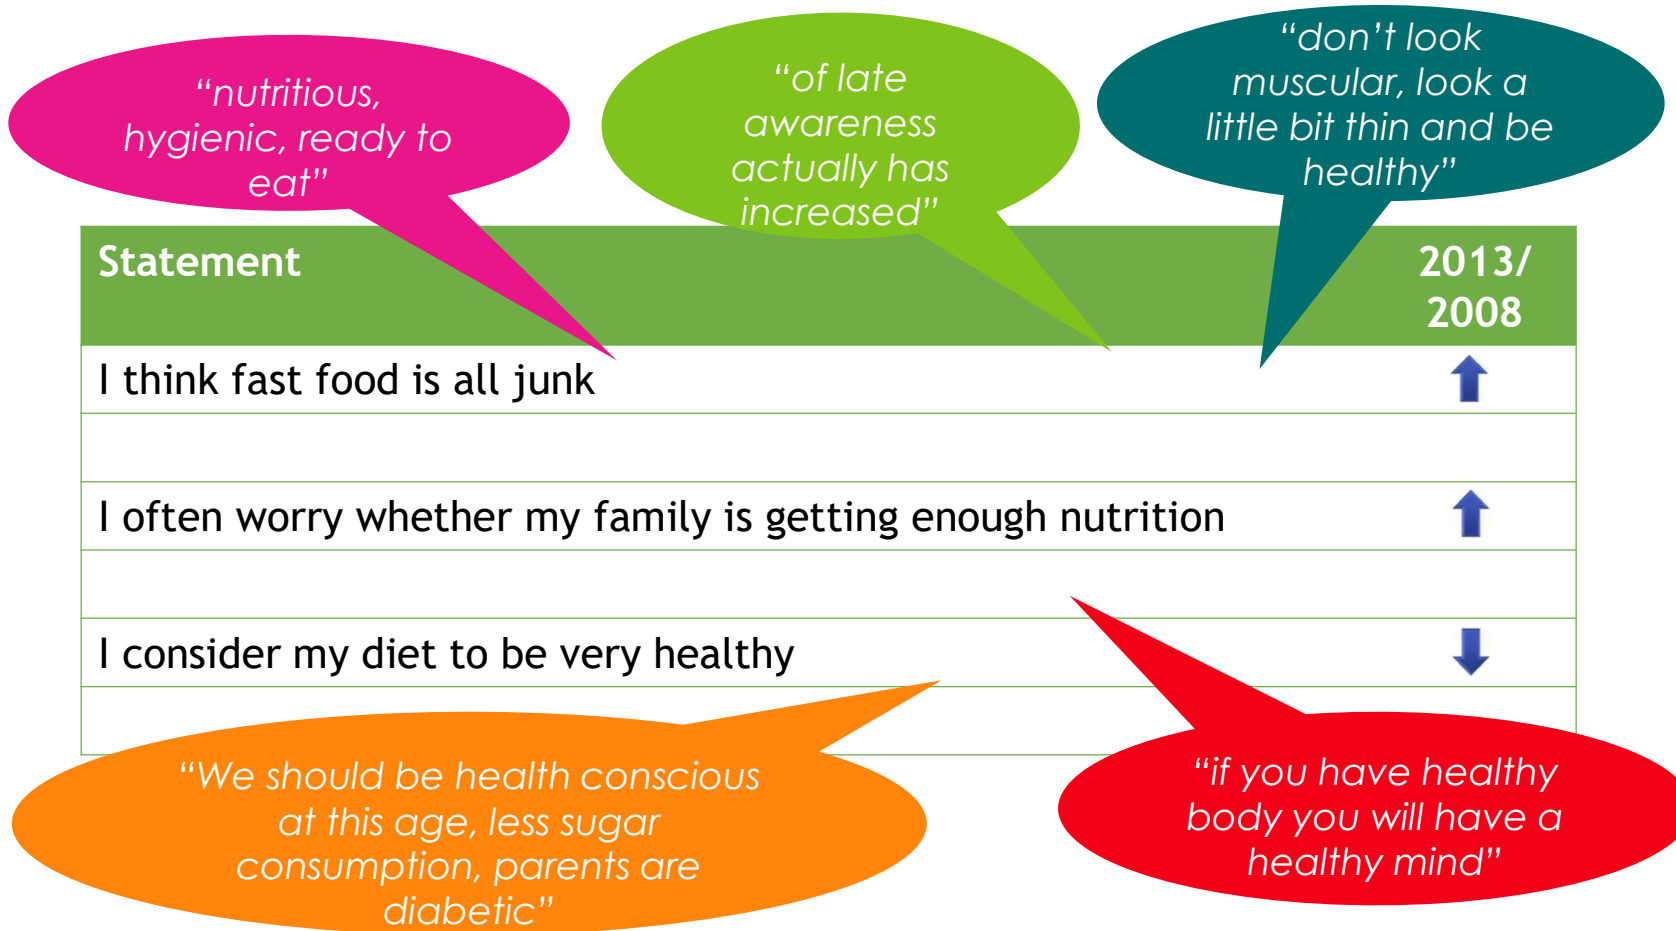 “nutritious,
hygienic, ready to
eat”
“of late
awareness
actually has
increased”
“don’t look
muscular, look a
little bit thin and be
healthy”
Statement
2013/
2008
I think fast food is all junk
I often worry whether my family is getting enough nutrition
I consider my diet to be very healthy
“We should be health conscious
at this age, less sugar
consumption, parents are
diabetic”
“if you have healthy
body you will have a
healthy mind”